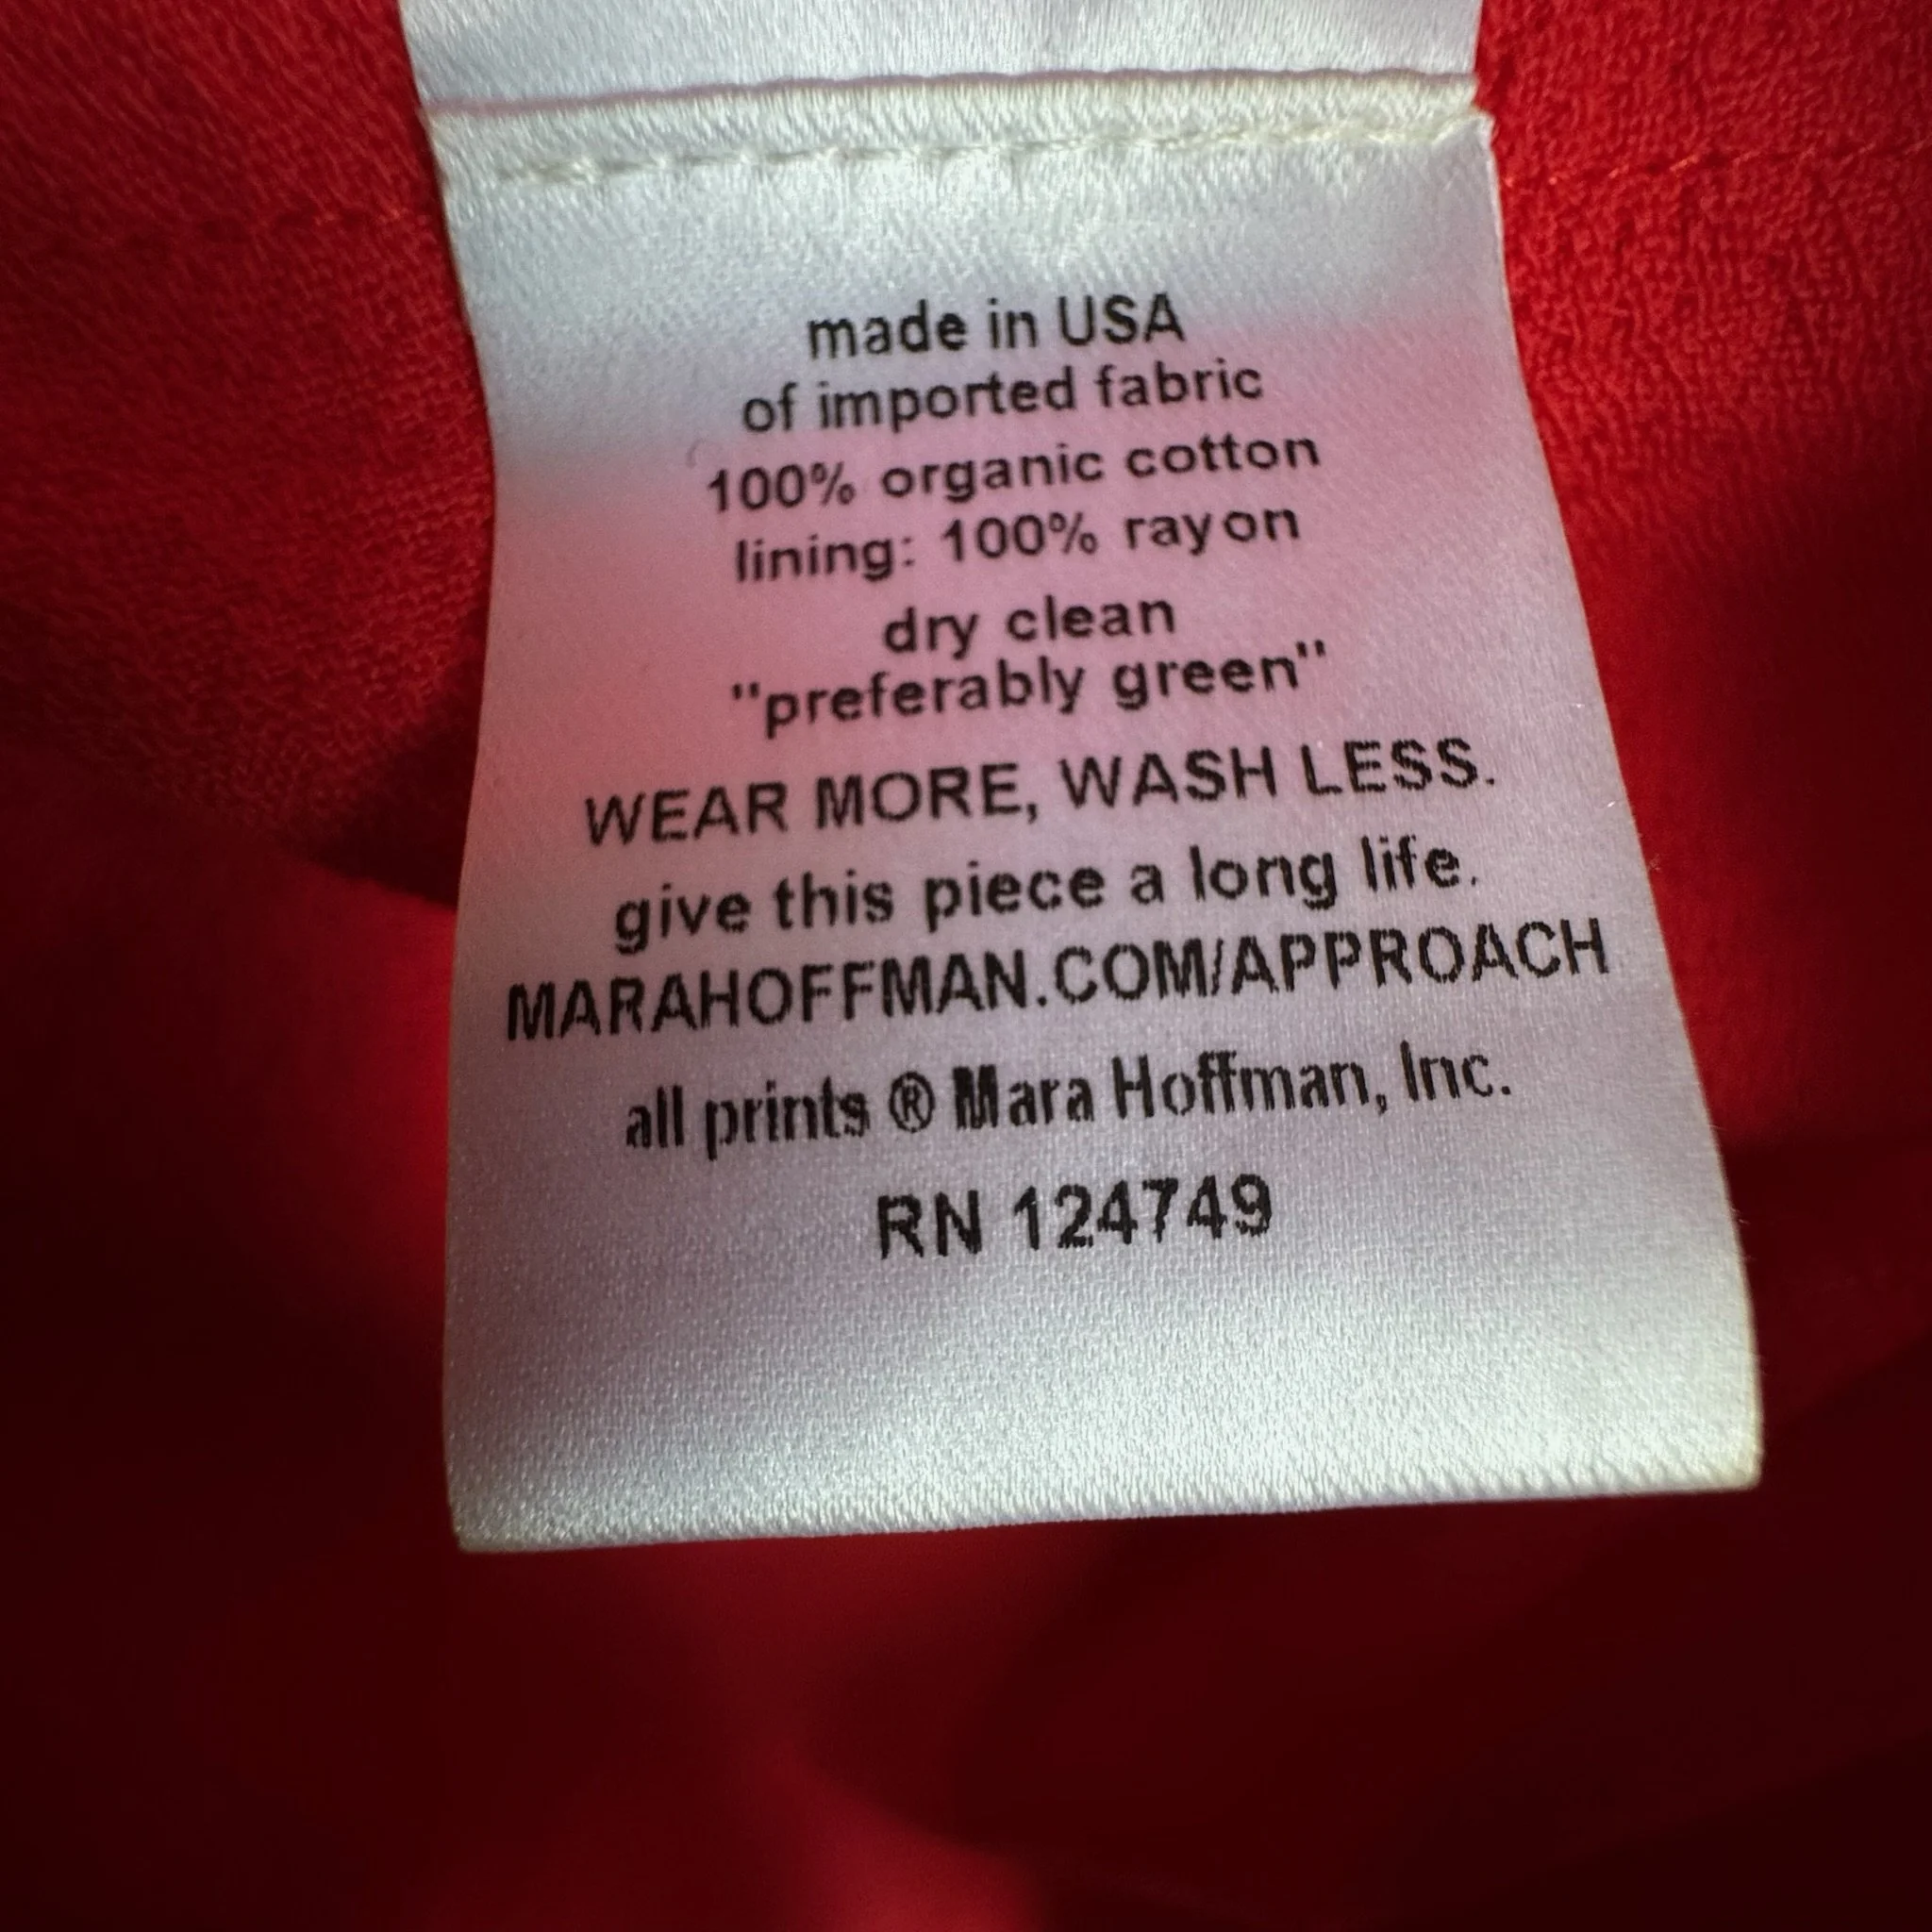 made in USA
of imported fabric
100% organic cotton
lining: 100% rayon
dry clean
"preferably green"
WEAR MORE, WASH LESS.
give this piece a long life.
MARAHOFFMAN.COM/APPROACH
all prints ® Mara Hoffman, Inc.
RN 124749